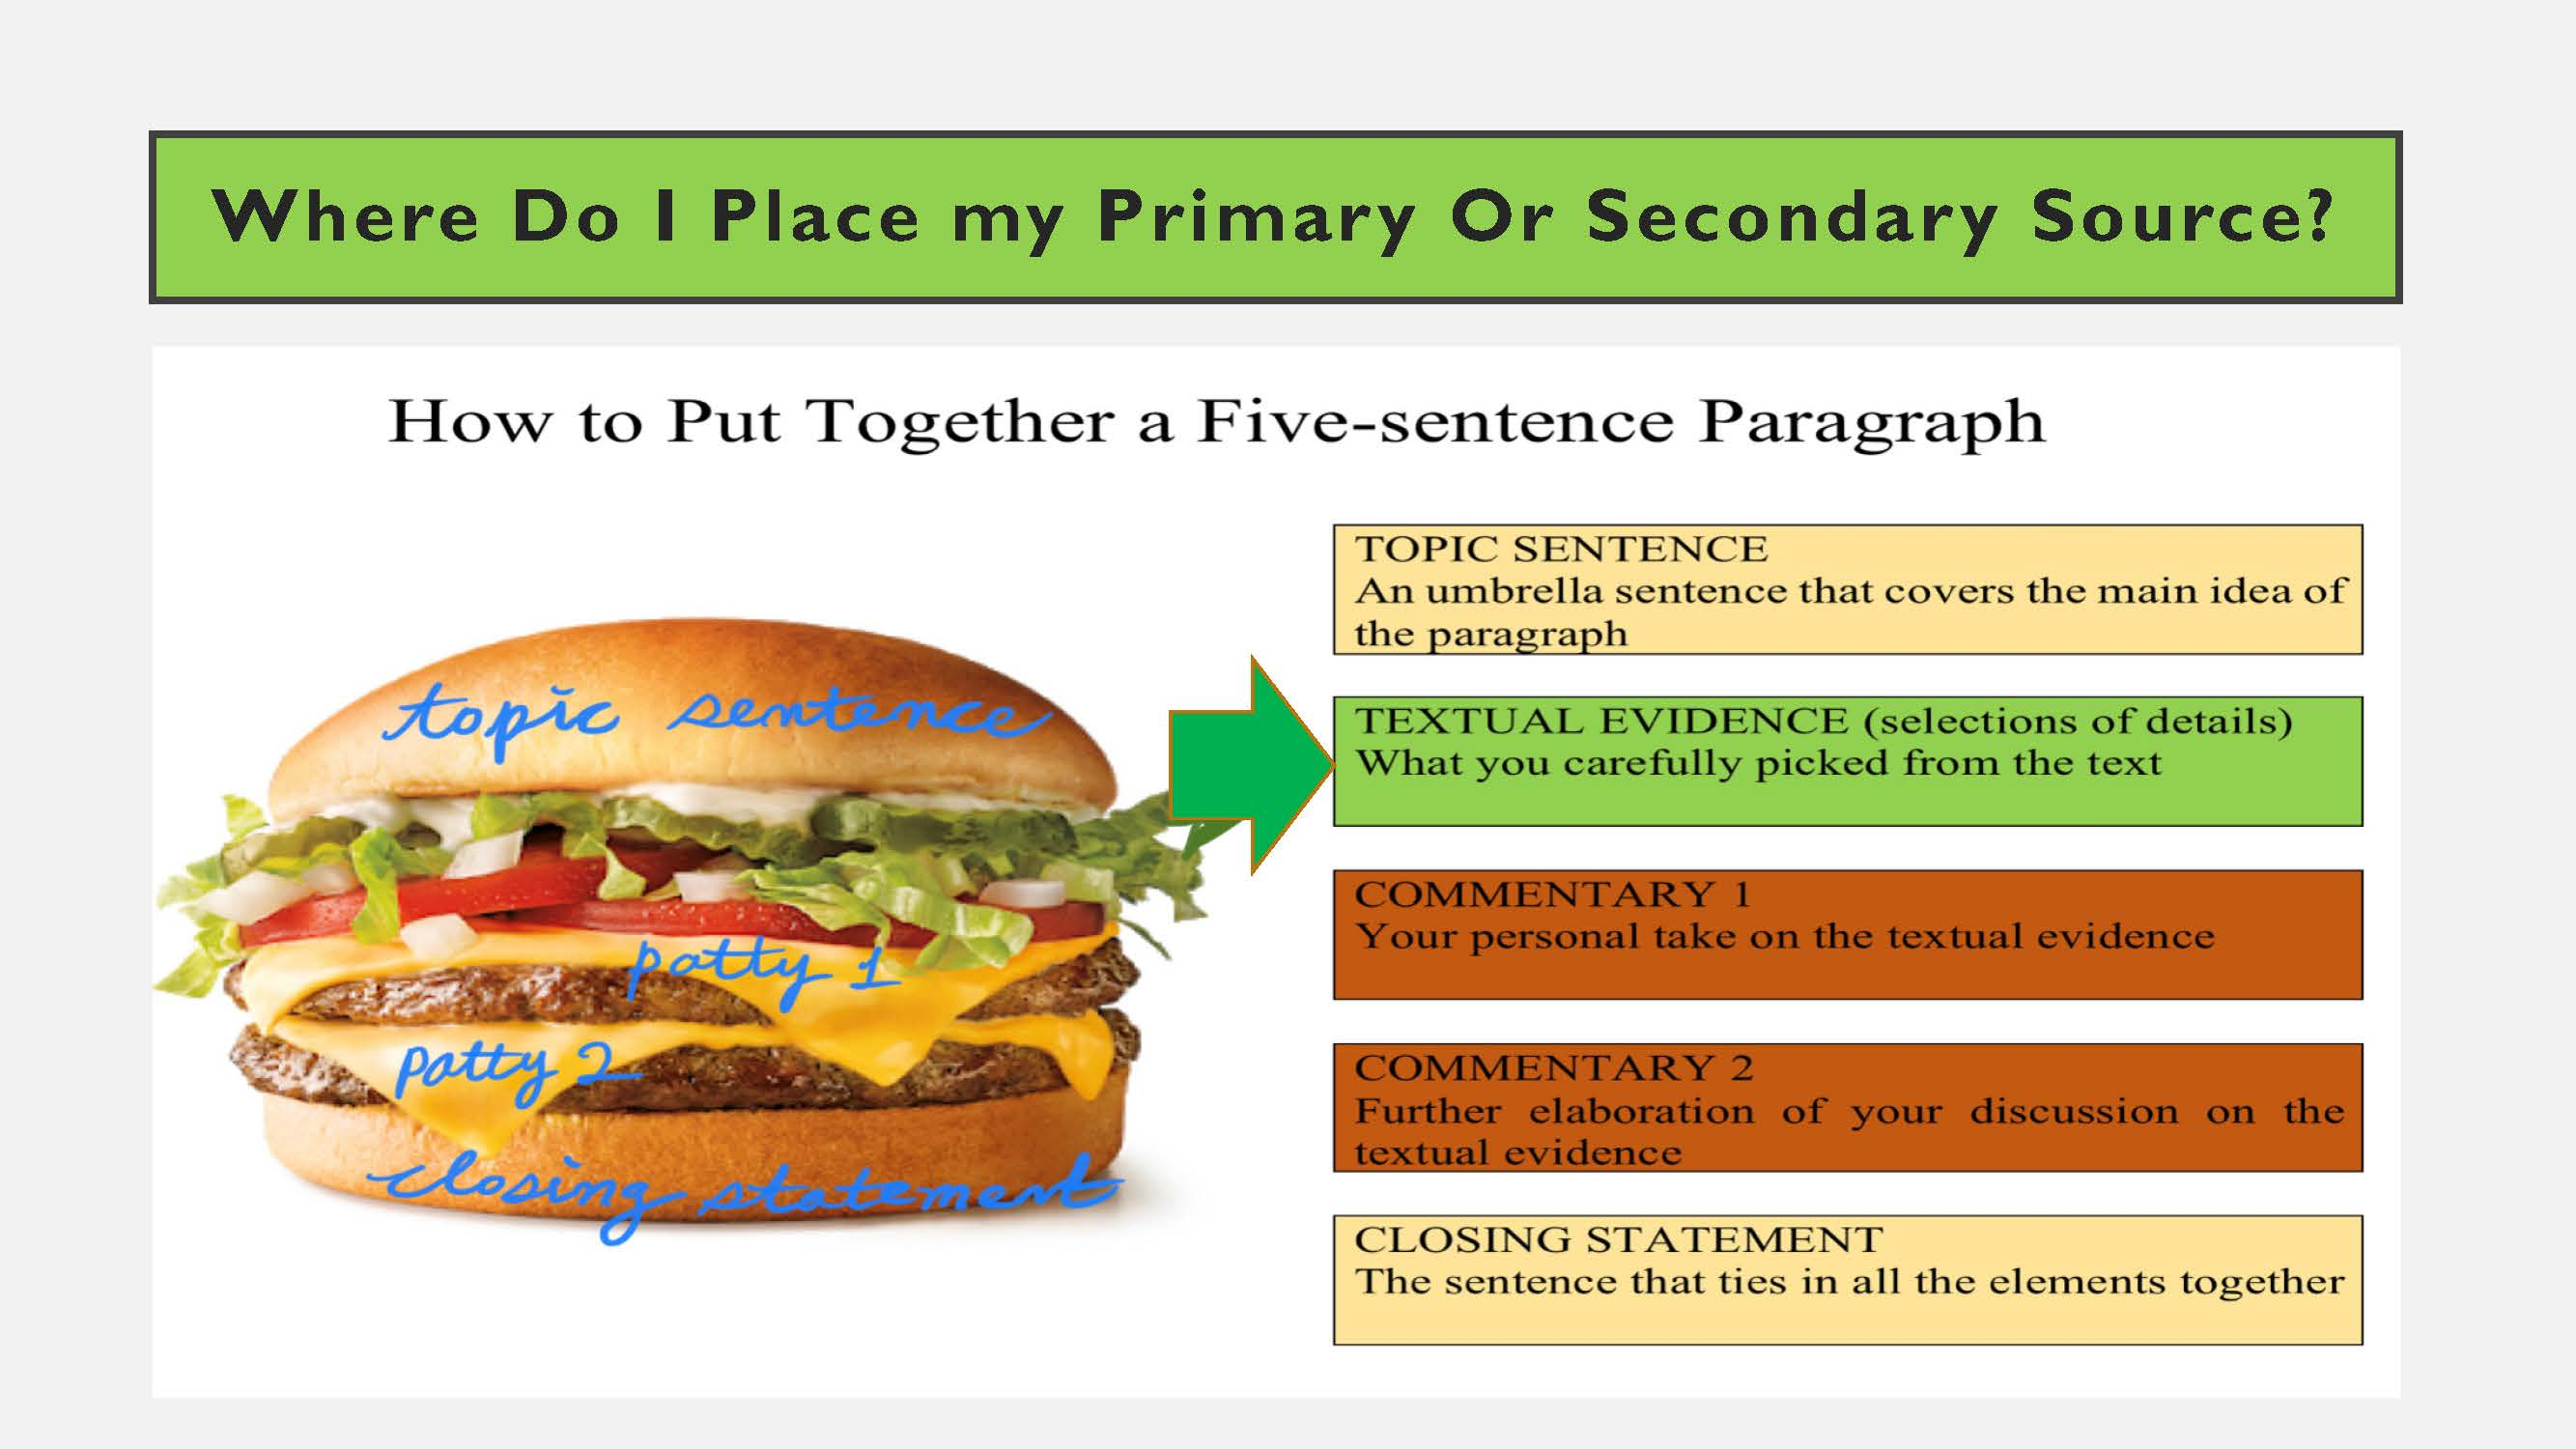 Where Do I Place my Primary Or Secondary Source?
How to Put Together a Five-sentence Paragraph
topic sentence
patty 1
patty 2
closing statement
TOPIC SENTENCE
An umbrella sentence that covers the main idea of
the paragraph
TEXTUAL EVIDENCE (selections of details)
What you carefully picked from the text
COMMENTARY 1
Your personal take on the textual evidence
COMMENTARY 2
Further elaboration of your discussion on the
textual evidence
CLOSING STATEMENT
The sentence that ties in all the elements together